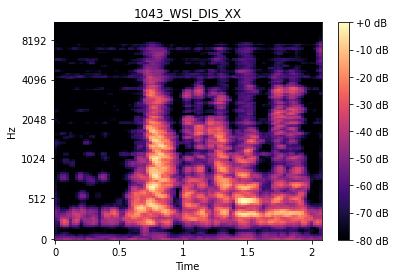 1043_WSI_DIS_XX
Hz
8192
4096
2048
1024
512
0
0
0.5
1
1.5
2
Time
+0 dB
-10 dB
-20 dB
-30 dB
-40 dB
-50 dB
-60 dB
-70 dB
-80 dB